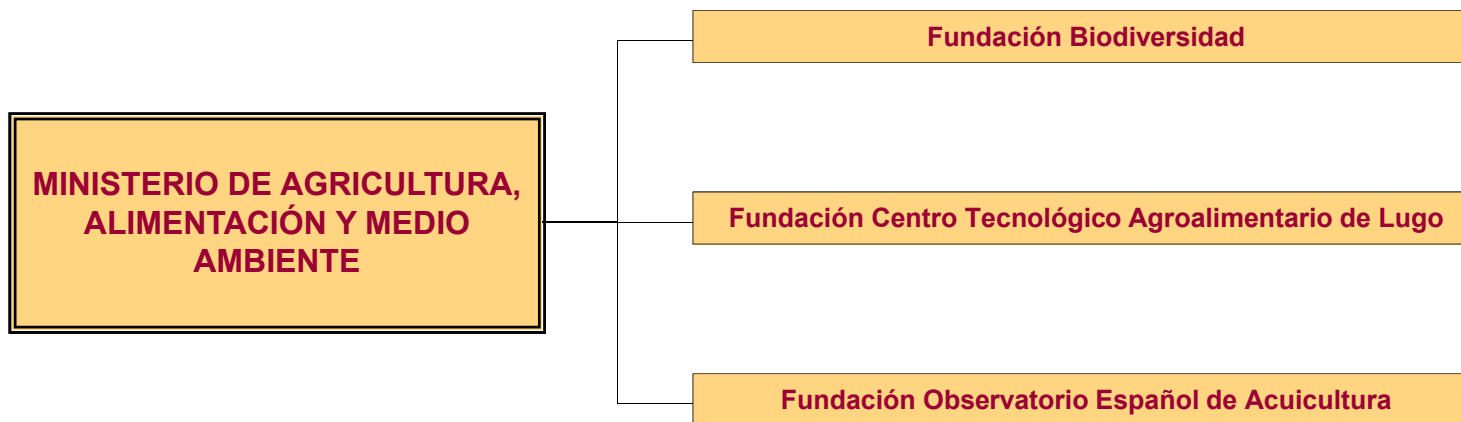 Fundación Biodiversidad
MINISTERIO DE AGRICULTURA,
ALIMENTACIÓN Y MEDIO
AMBIENTE
Fundación Centro Tecnológico Agroalimentario de Lugo
Fundación Observatorio Español de Acuicultura